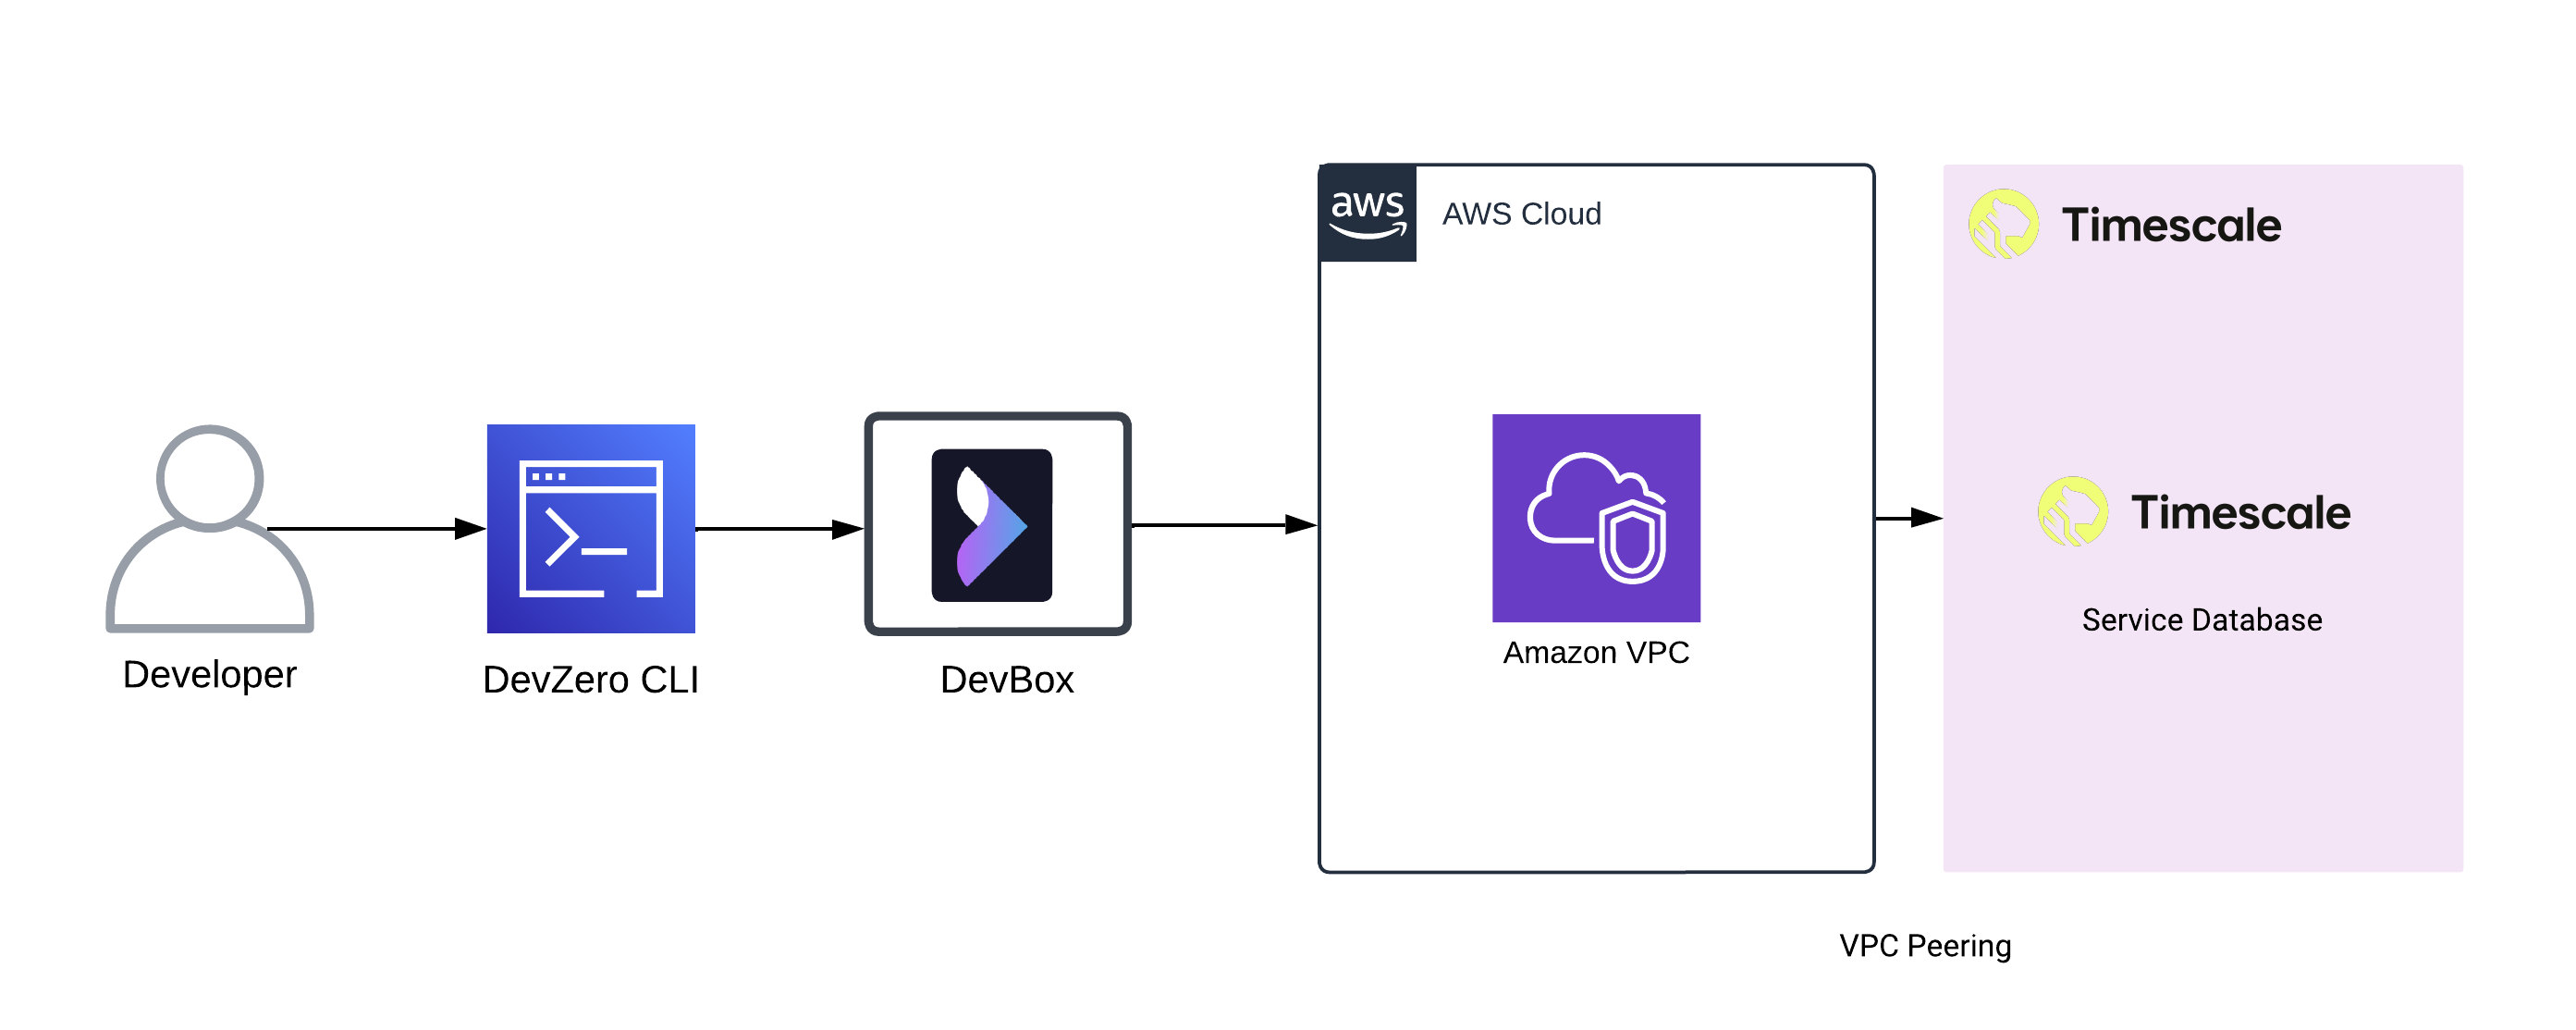 aws
AWS Cloud
Timescale
Timescale
Service Database
Developer
DevZero CLI
DevBox
Amazon VPC
VPC Peering